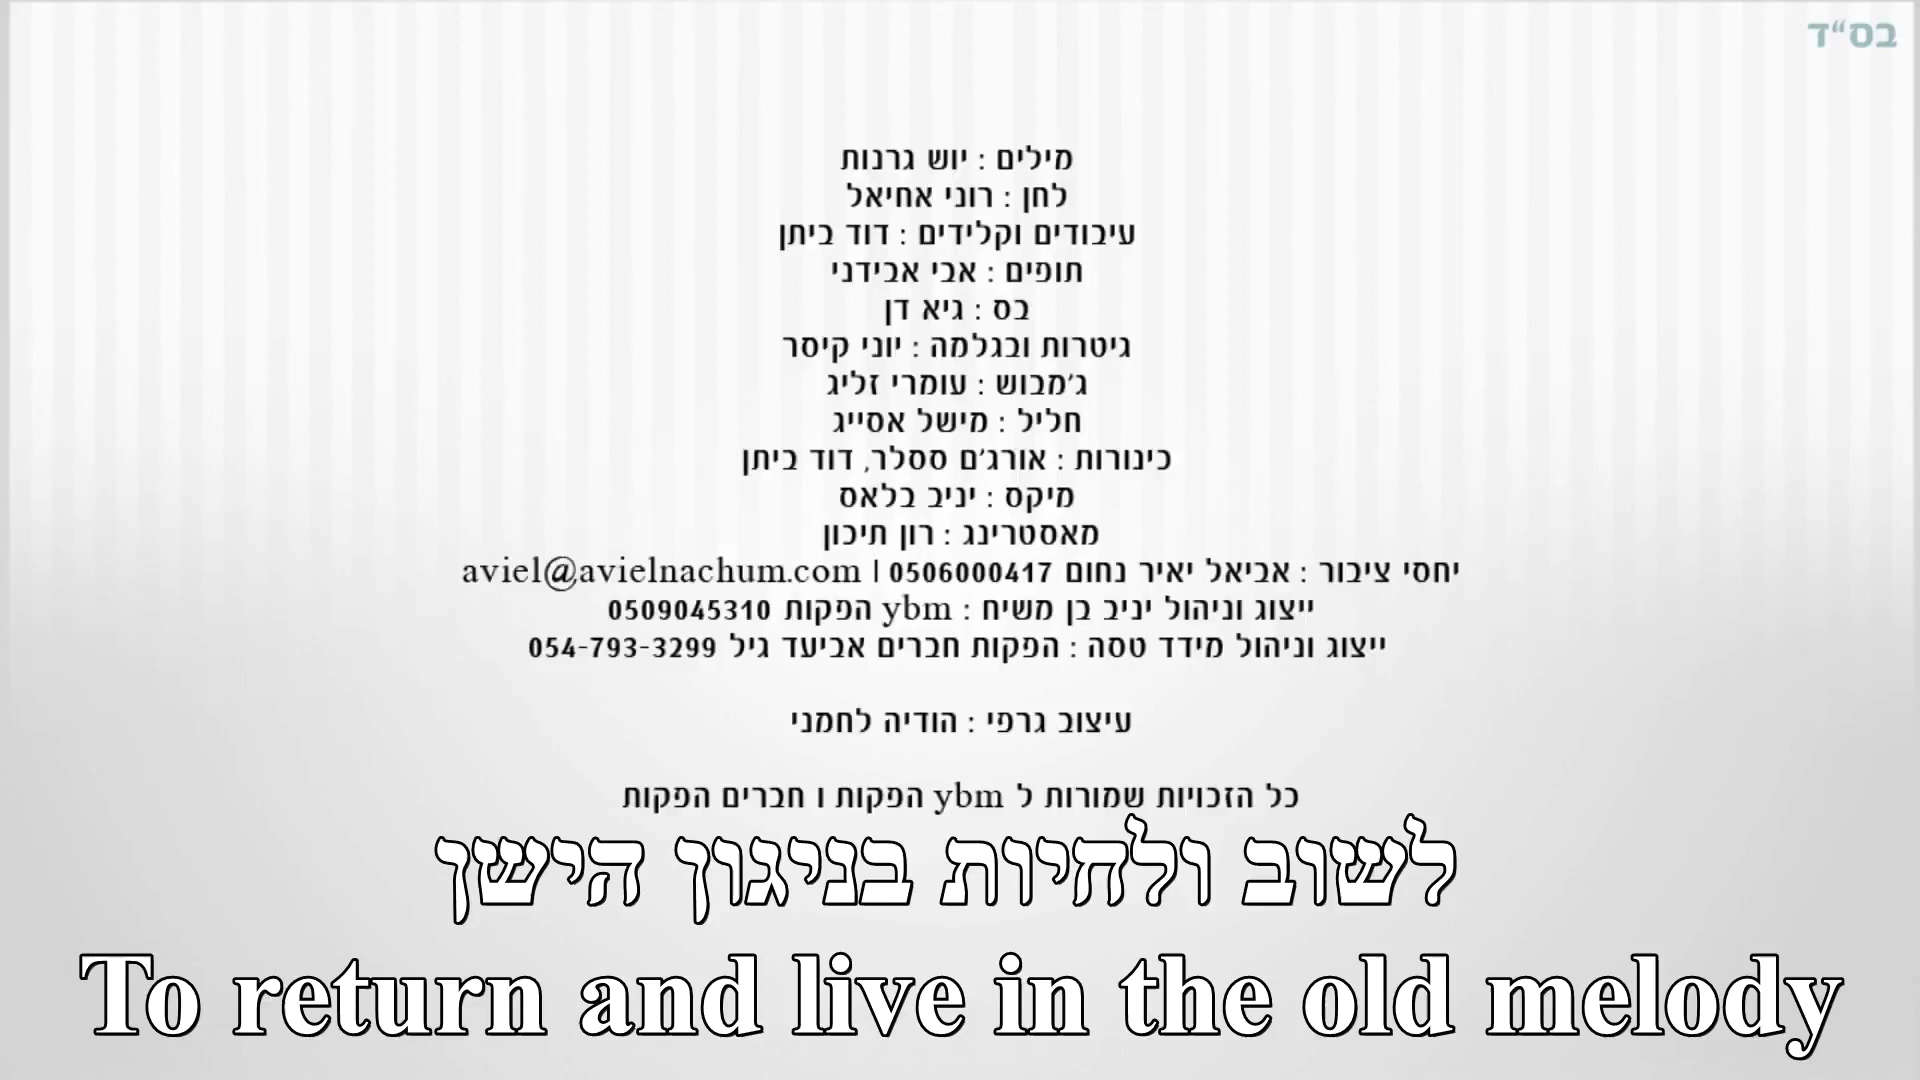 בס“ד
מילים : יוש גרנות
לחן : רוני אחיאל
עיבודים וקלידים : דוד ביתן
תופים : אבי אבידני
בס : גיא דן
גיטרות ובגלמה : יוני קיסר
ג'מבוש : עומרי זליג
חליל : מישל אסייג
כינורות : אורג'ם ססלר, דוד ביתן
מיקס : יניב בלאס
מאסטרינג : רון תיכון
יחסי ציבור : אביאל יאיר נחום 0506000417 | aviel@avielnachum.com
ייצוג וניהול יניב בן משיח : ybm הפקות 0509045310
ייצוג וניהול מידד טסה : הפקות חברים אביעד גיל 054-793-3299
עיצוב גרפי : הודיה לחמני
כל הזכויות שמורות ל ybm הפקות ו חברים הפקות
לשוב ולחיות בניגון הישן
To return and live in the old melody